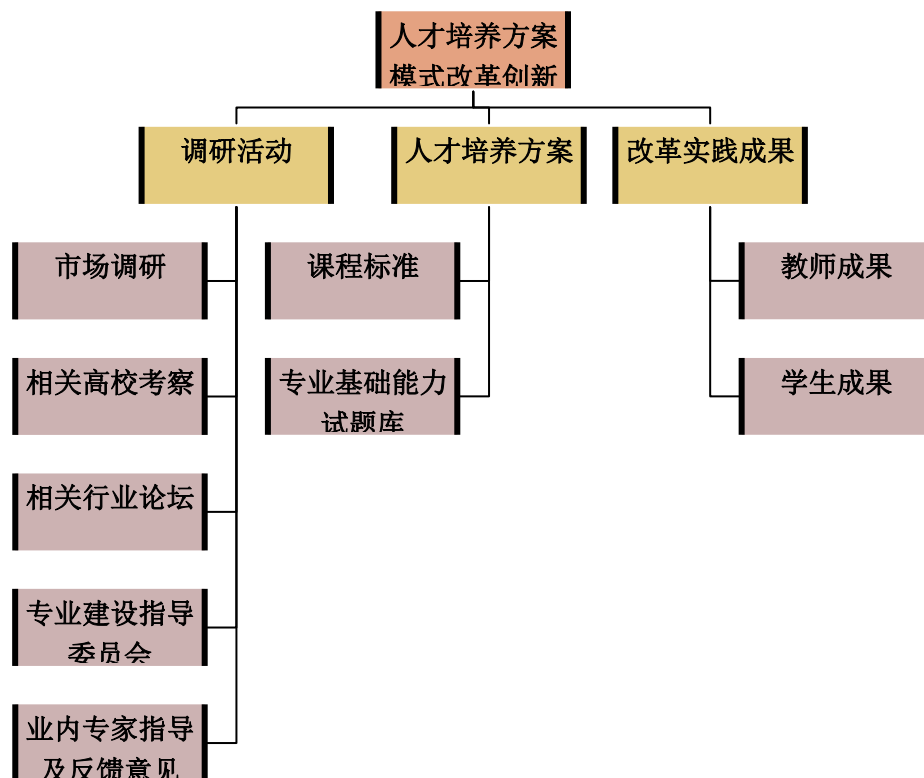 人才培养方案
模式改革创新
调研活动
人才培养方案
改革实践成果
市场调研
课程标准
教师成果
相关高校考察
专业基础能力
试题库
学生成果
相关行业论坛
专业建设指导
委员会
业内专家指导
及反馈意见